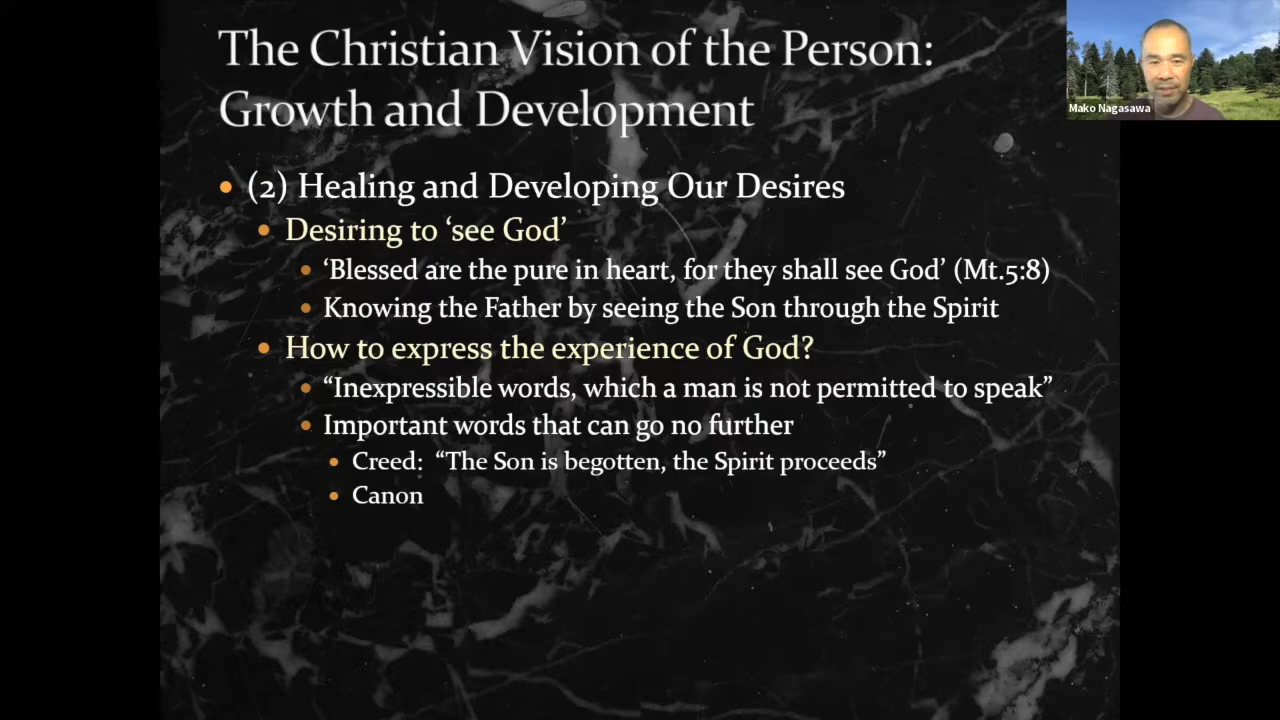 The Christian Vision of the Person:
Growth and Development
(2) Healing and Developing Our Desires
Desiring to ‘see God’
‘Blessed are the pure in heart, for they shall see God’ (Mt.5:8)
Knowing the Father by seeing the Son through the Spirit
How to express the experience of God?
“Inexpressible words, which a man is not permitted to speak”
Important words that can go no further
Creed: “The Son is begotten, the Spirit proceeds”
Canon
Mako Nagasawa